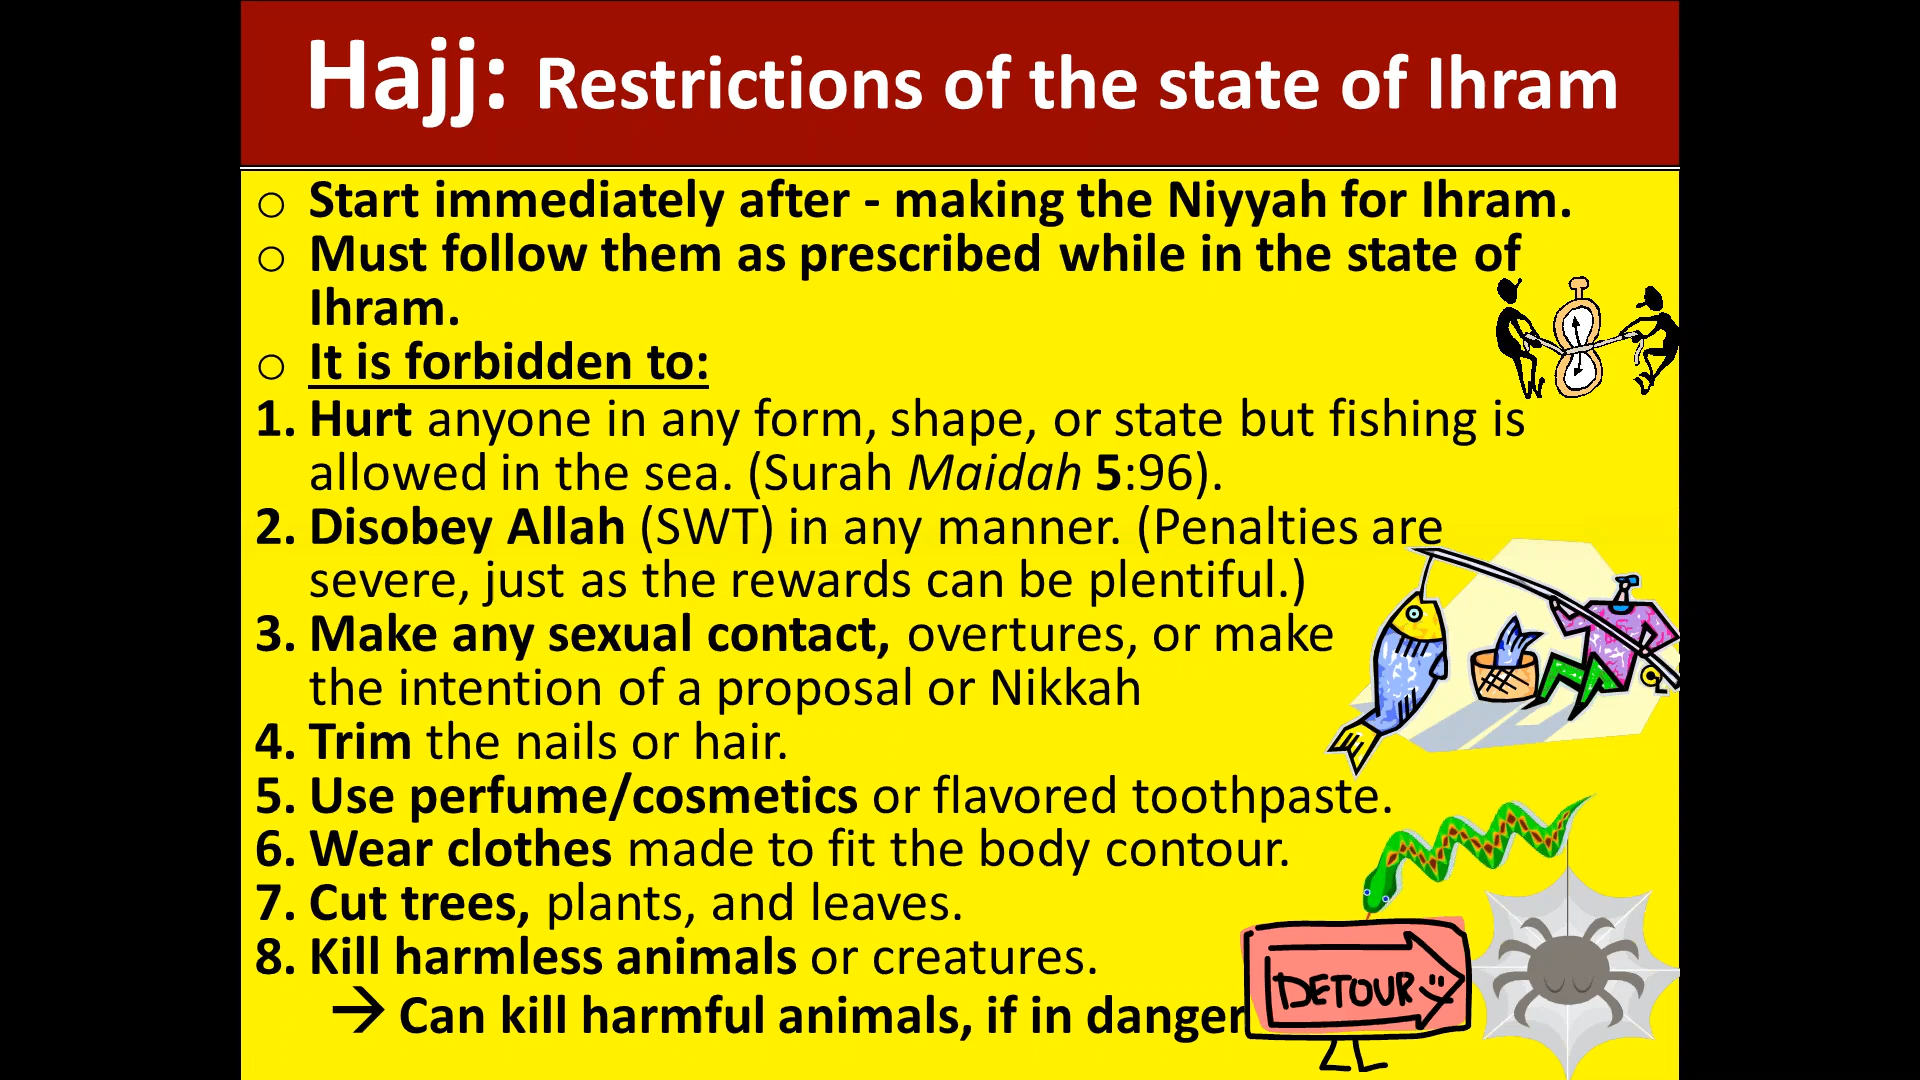 Hajj: Restrictions of the state of Ihram
o Start immediately after - making the Niyyah for Ihram.
o Must follow them as prescribed while in the state of
Ihram.
o It is forbidden to:
1. Hurt anyone in any form, shape, or state but fishing is
allowed in the sea. (Surah Maidah 5:96).
2. Disobey Allah (SWT) in any manner. (Penalties are
severe, just as the rewards can be plentiful.)
3. Make any sexual contact, overtures, or make
the intention of a proposal or Nikkah
4. Trim the nails or hair.
5. Use perfume/cosmetics or flavored toothpaste.
6. Wear clothes made to fit the body contour.
7. Cut trees, plants, and leaves.
8. Kill harmless animals or creatures.
→ Can kill harmful animals, if in danger
DETOUR